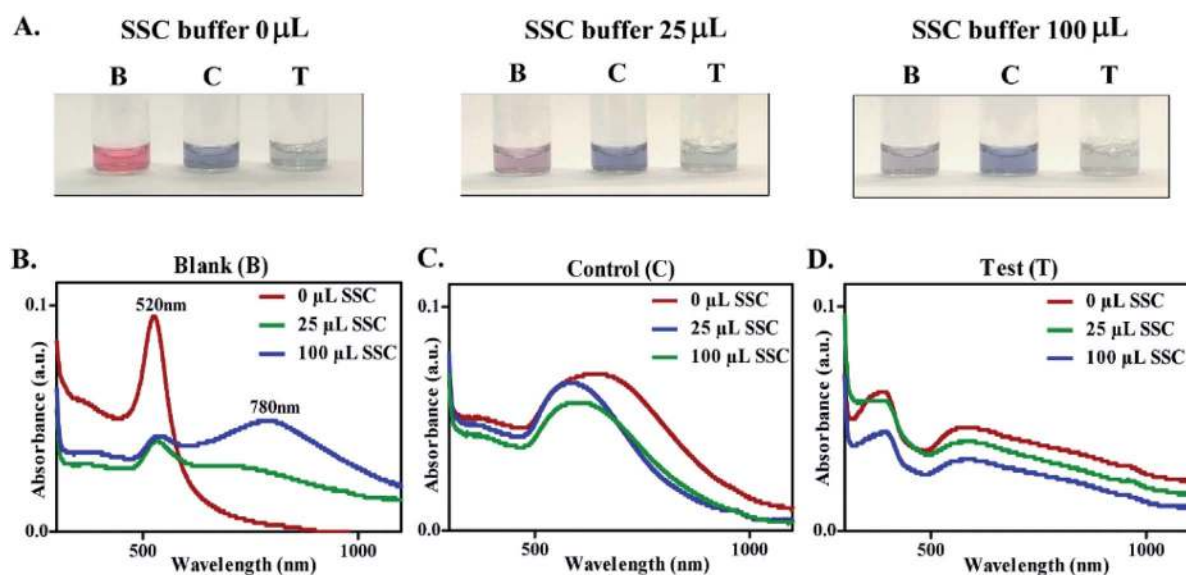 A. SSC buffer 0 μL SSC buffer 25 μL SSC buffer 100 μL
B C T B C T B C T
B. Blank (B)
0.1
520nm
0 μL SSC
25 μL SSC
100 μL SSC
780nm
Absorbance (a.u.)
0.0
500 1000
Wavelength (nm)
C. Control (C)
0.1
0 μL SSC
25 μL SSC
100 μL SSC
Absorbance (a.u.)
0.0
500 1000
Wavelength (nm)
D. Test (T)
0.1
0 μL SSC
25 μL SSC
100 μL SSC
Absorbance (a.u.)
0.0
500 1000
Wavelength (nm)